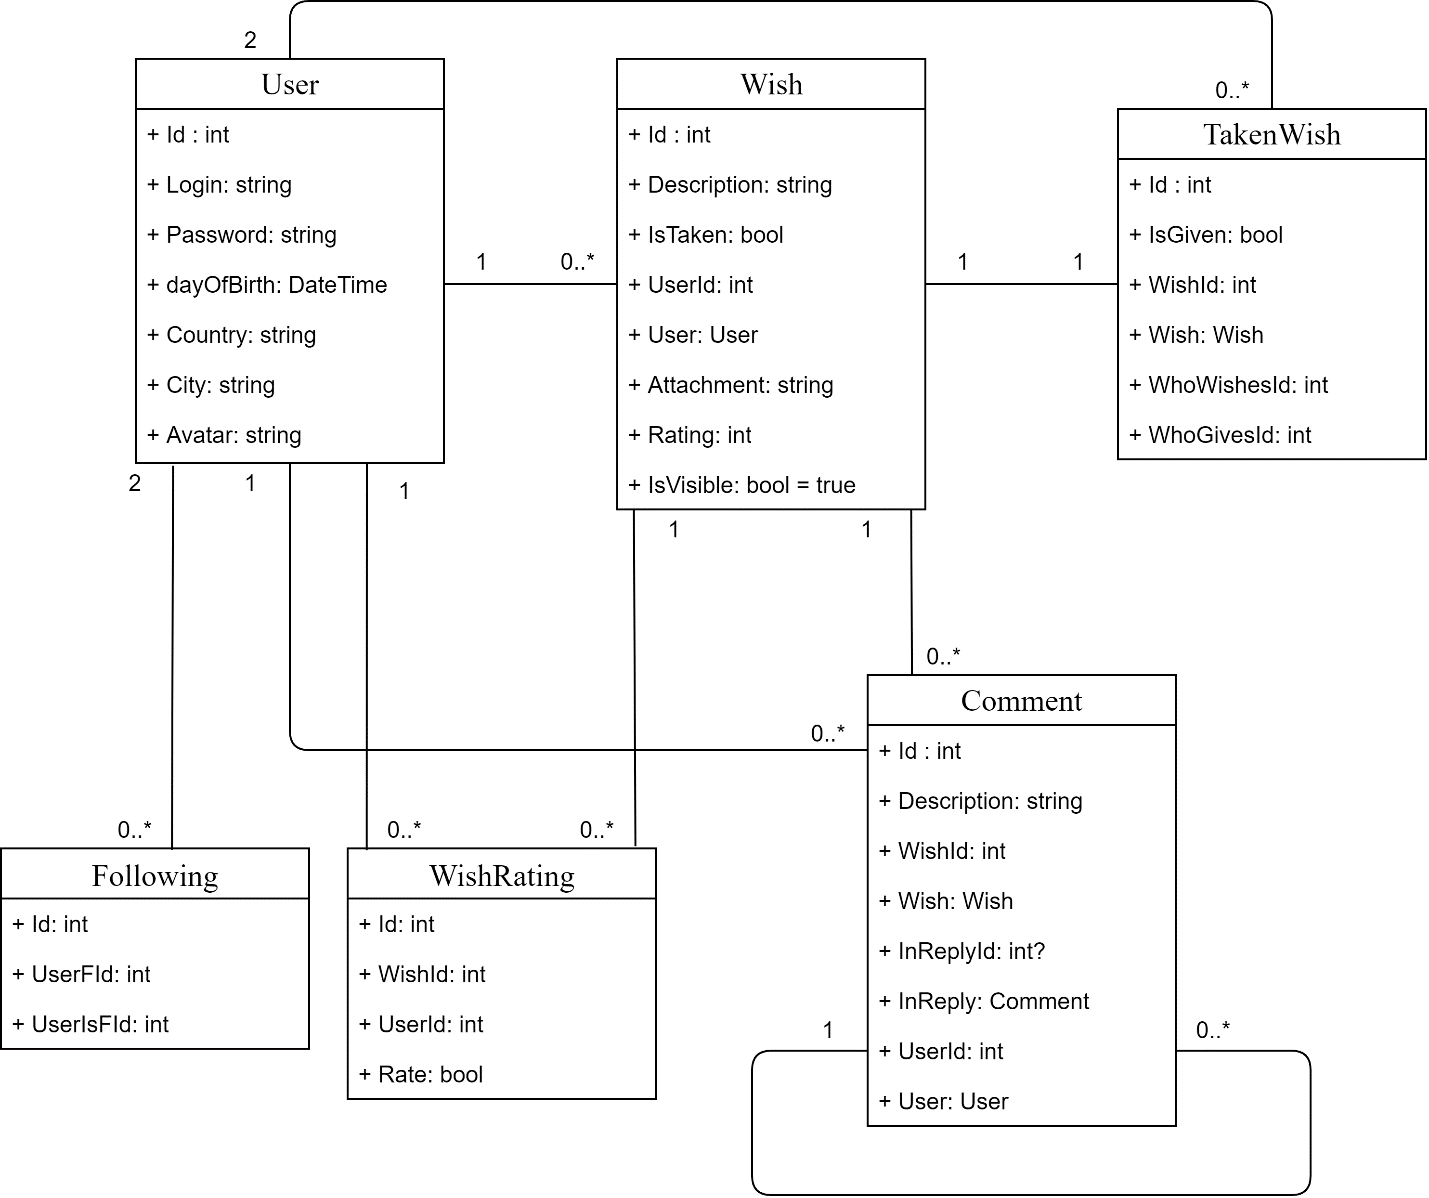 2
User
+ Id : int
+ Login: string
+ Password: string
+ dayOfBirth: DateTime
+ Country: string
+ City: string
+ Avatar: string
1
0..*
Wish
+ Id : int
+ Description: string
+ IsTaken: bool
+ UserId: int
+ User: User
+ Attachment: string
+ Rating: int
+ IsVisible: bool = true
1
1
0..*
TakenWish
+ Id : int
+ IsGiven: bool
+ WishId: int
+ Wish: Wish
+ WhoWishesId: int
+ WhoGivesId: int
2
1
1
1
1
0..*
0..*
0..*
0..*
0..*
Following
+ Id: int
+ UserFId: int
+ UserIsFId: int
WishRating
+ Id: int
+ WishId: int
+ UserId: int
+ Rate: bool
Comment
+ Id : int
+ Description: string
+ WishId: int
+ Wish: Wish
+ InReplyId: int?
+ InReply: Comment
+ UserId: int
+ User: User
1
0..*